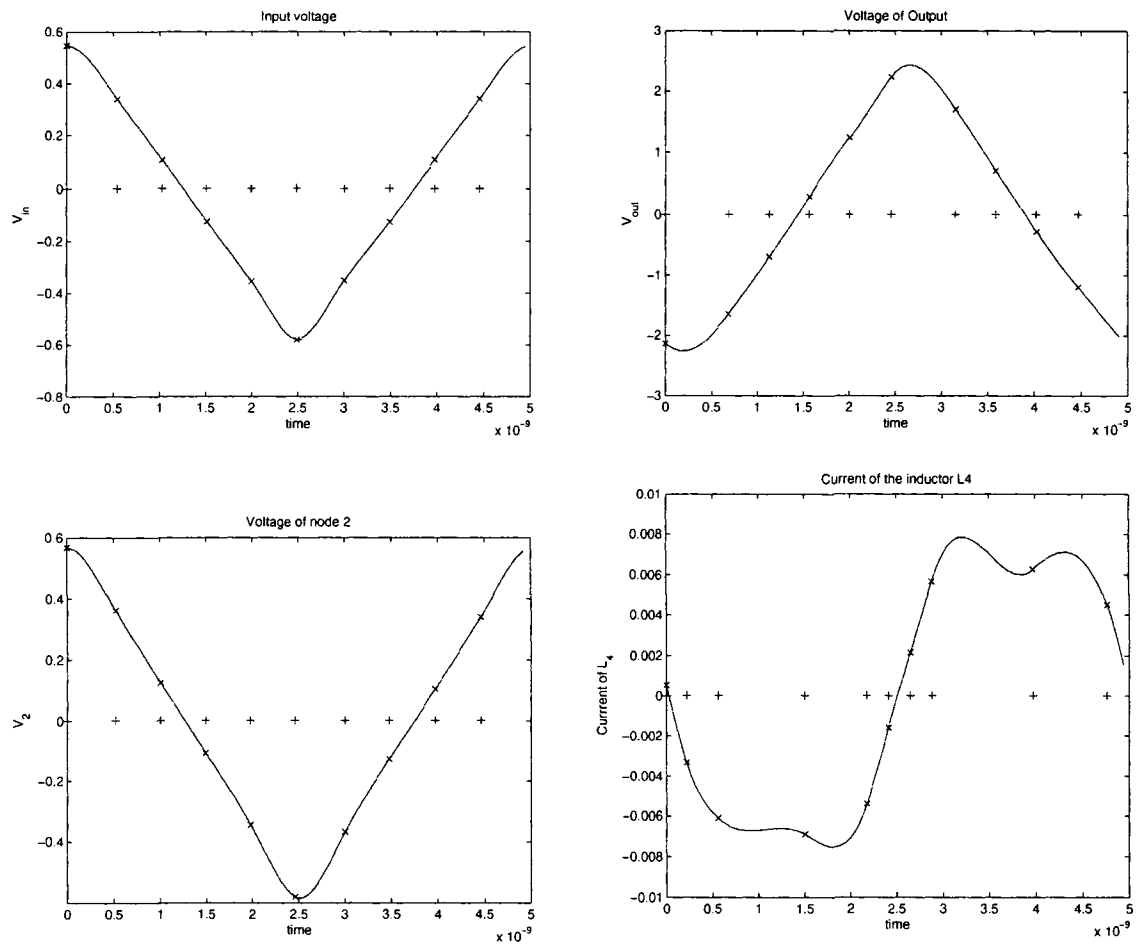 Input voltage
0.6
0.4
0.2
0
−0.2
−0.4
−0.6
−0.8
V_in
0 0.5 1 1.5 2 2.5 3 3.5 4 4.5 5
time
x 10^−9
Voltage of Output
3
2
1
0
−1
−2
−3
V_out
0 0.5 1 1.5 2 2.5 3 3.5 4 4.5 5
time
x 10^−9
Voltage of node 2
0.6
0.4
0.2
0
−0.2
−0.4
V_2
0 0.5 1 1.5 2 2.5 3 3.5 4 4.5 5
time
x 10^−9
Current of the inductor L4
0.01
0.008
0.006
0.004
0.002
0
−0.002
−0.004
−0.006
−0.008
−0.01
Currrent of L_4
0 0.5 1 1.5 2 2.5 3 3.5 4 4.5 5
time
x 10^−9